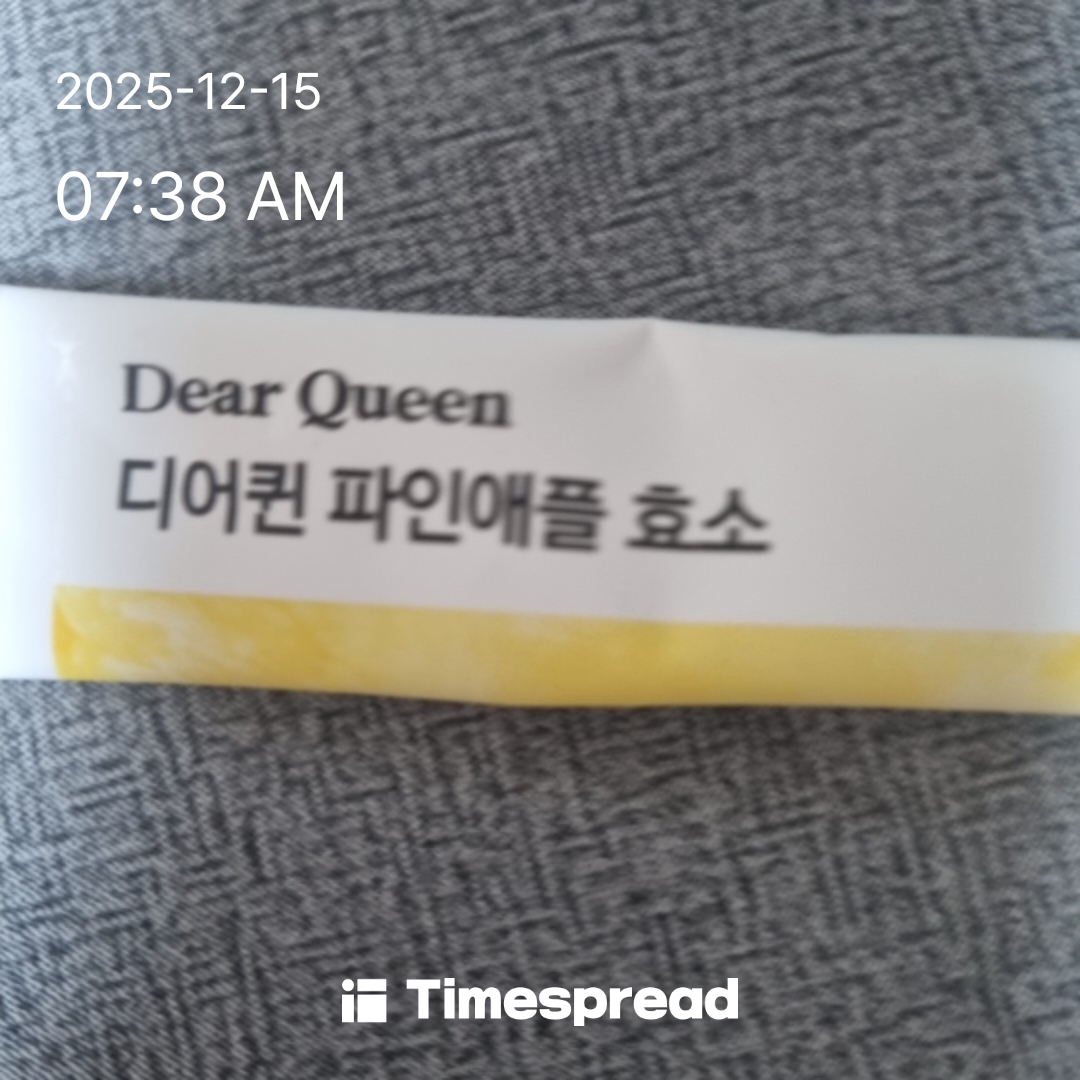 2025-12-15
07:38 AM
Dear Queen
디어퀸 파인애플 효소
Timespread